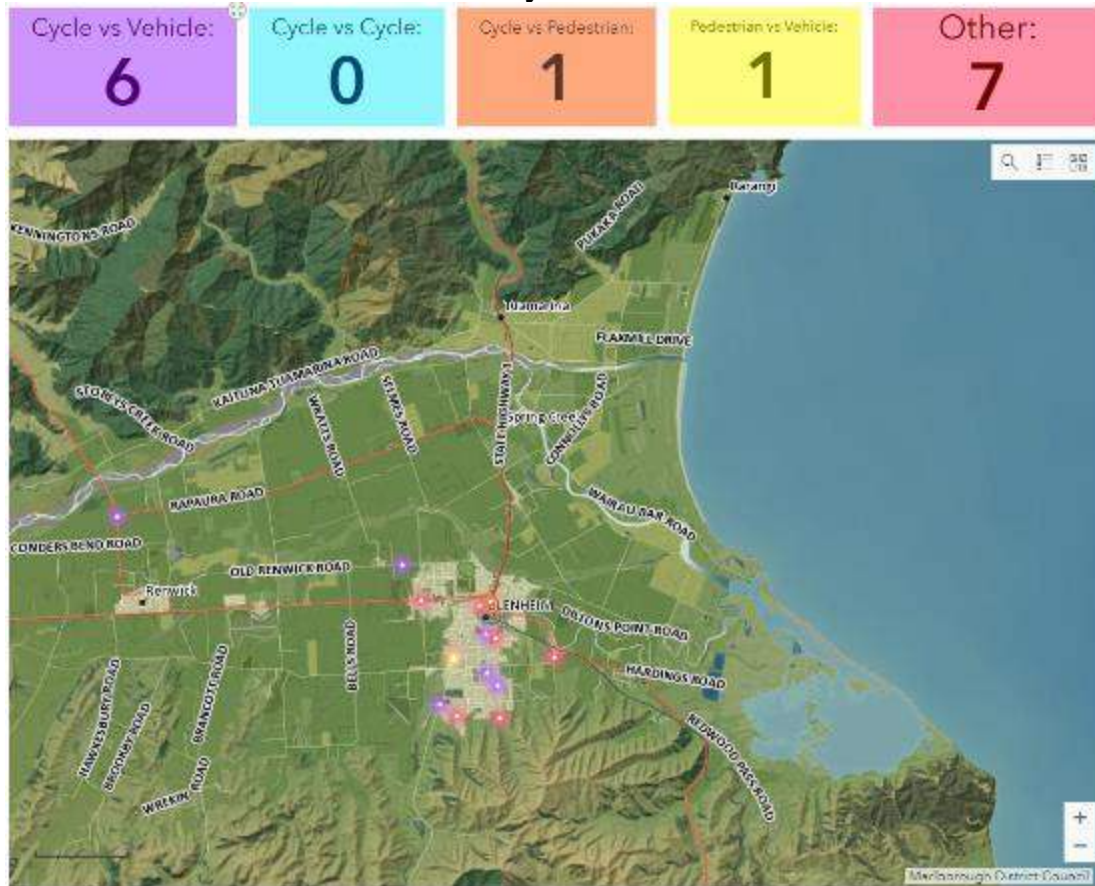 Cycle vs Vehicle:
6
Cycle vs Cycle:
0
Cycle vs Pedestrian:
1
Pedestrian vs Vehicle:
1
Other:
7
Rarangi
PUKAKA ROAD
KENNINGTONS ROAD
Tuamarina
FLAXMILL DRIVE
KAITUNA-TUAMARINA ROAD
STOREYS CREEK ROAD
WRATTS ROAD
SELMES ROAD
STATE HIGHWAY 1
Spring Creek
CONNOLLYS ROAD
RAPAURA ROAD
WAIRAU BAR ROAD
CONDERS BEND ROAD
OLD RENWICK ROAD
Renwick
BLENHEIM
DILLONS POINT ROAD
BELLS ROAD
HARDINGS ROAD
HAWKESBURY ROAD
BROOKBY ROAD
BRANCOTT ROAD
WREKIN ROAD
REDWOOD PASS ROAD
+
−
Marlborough District Council